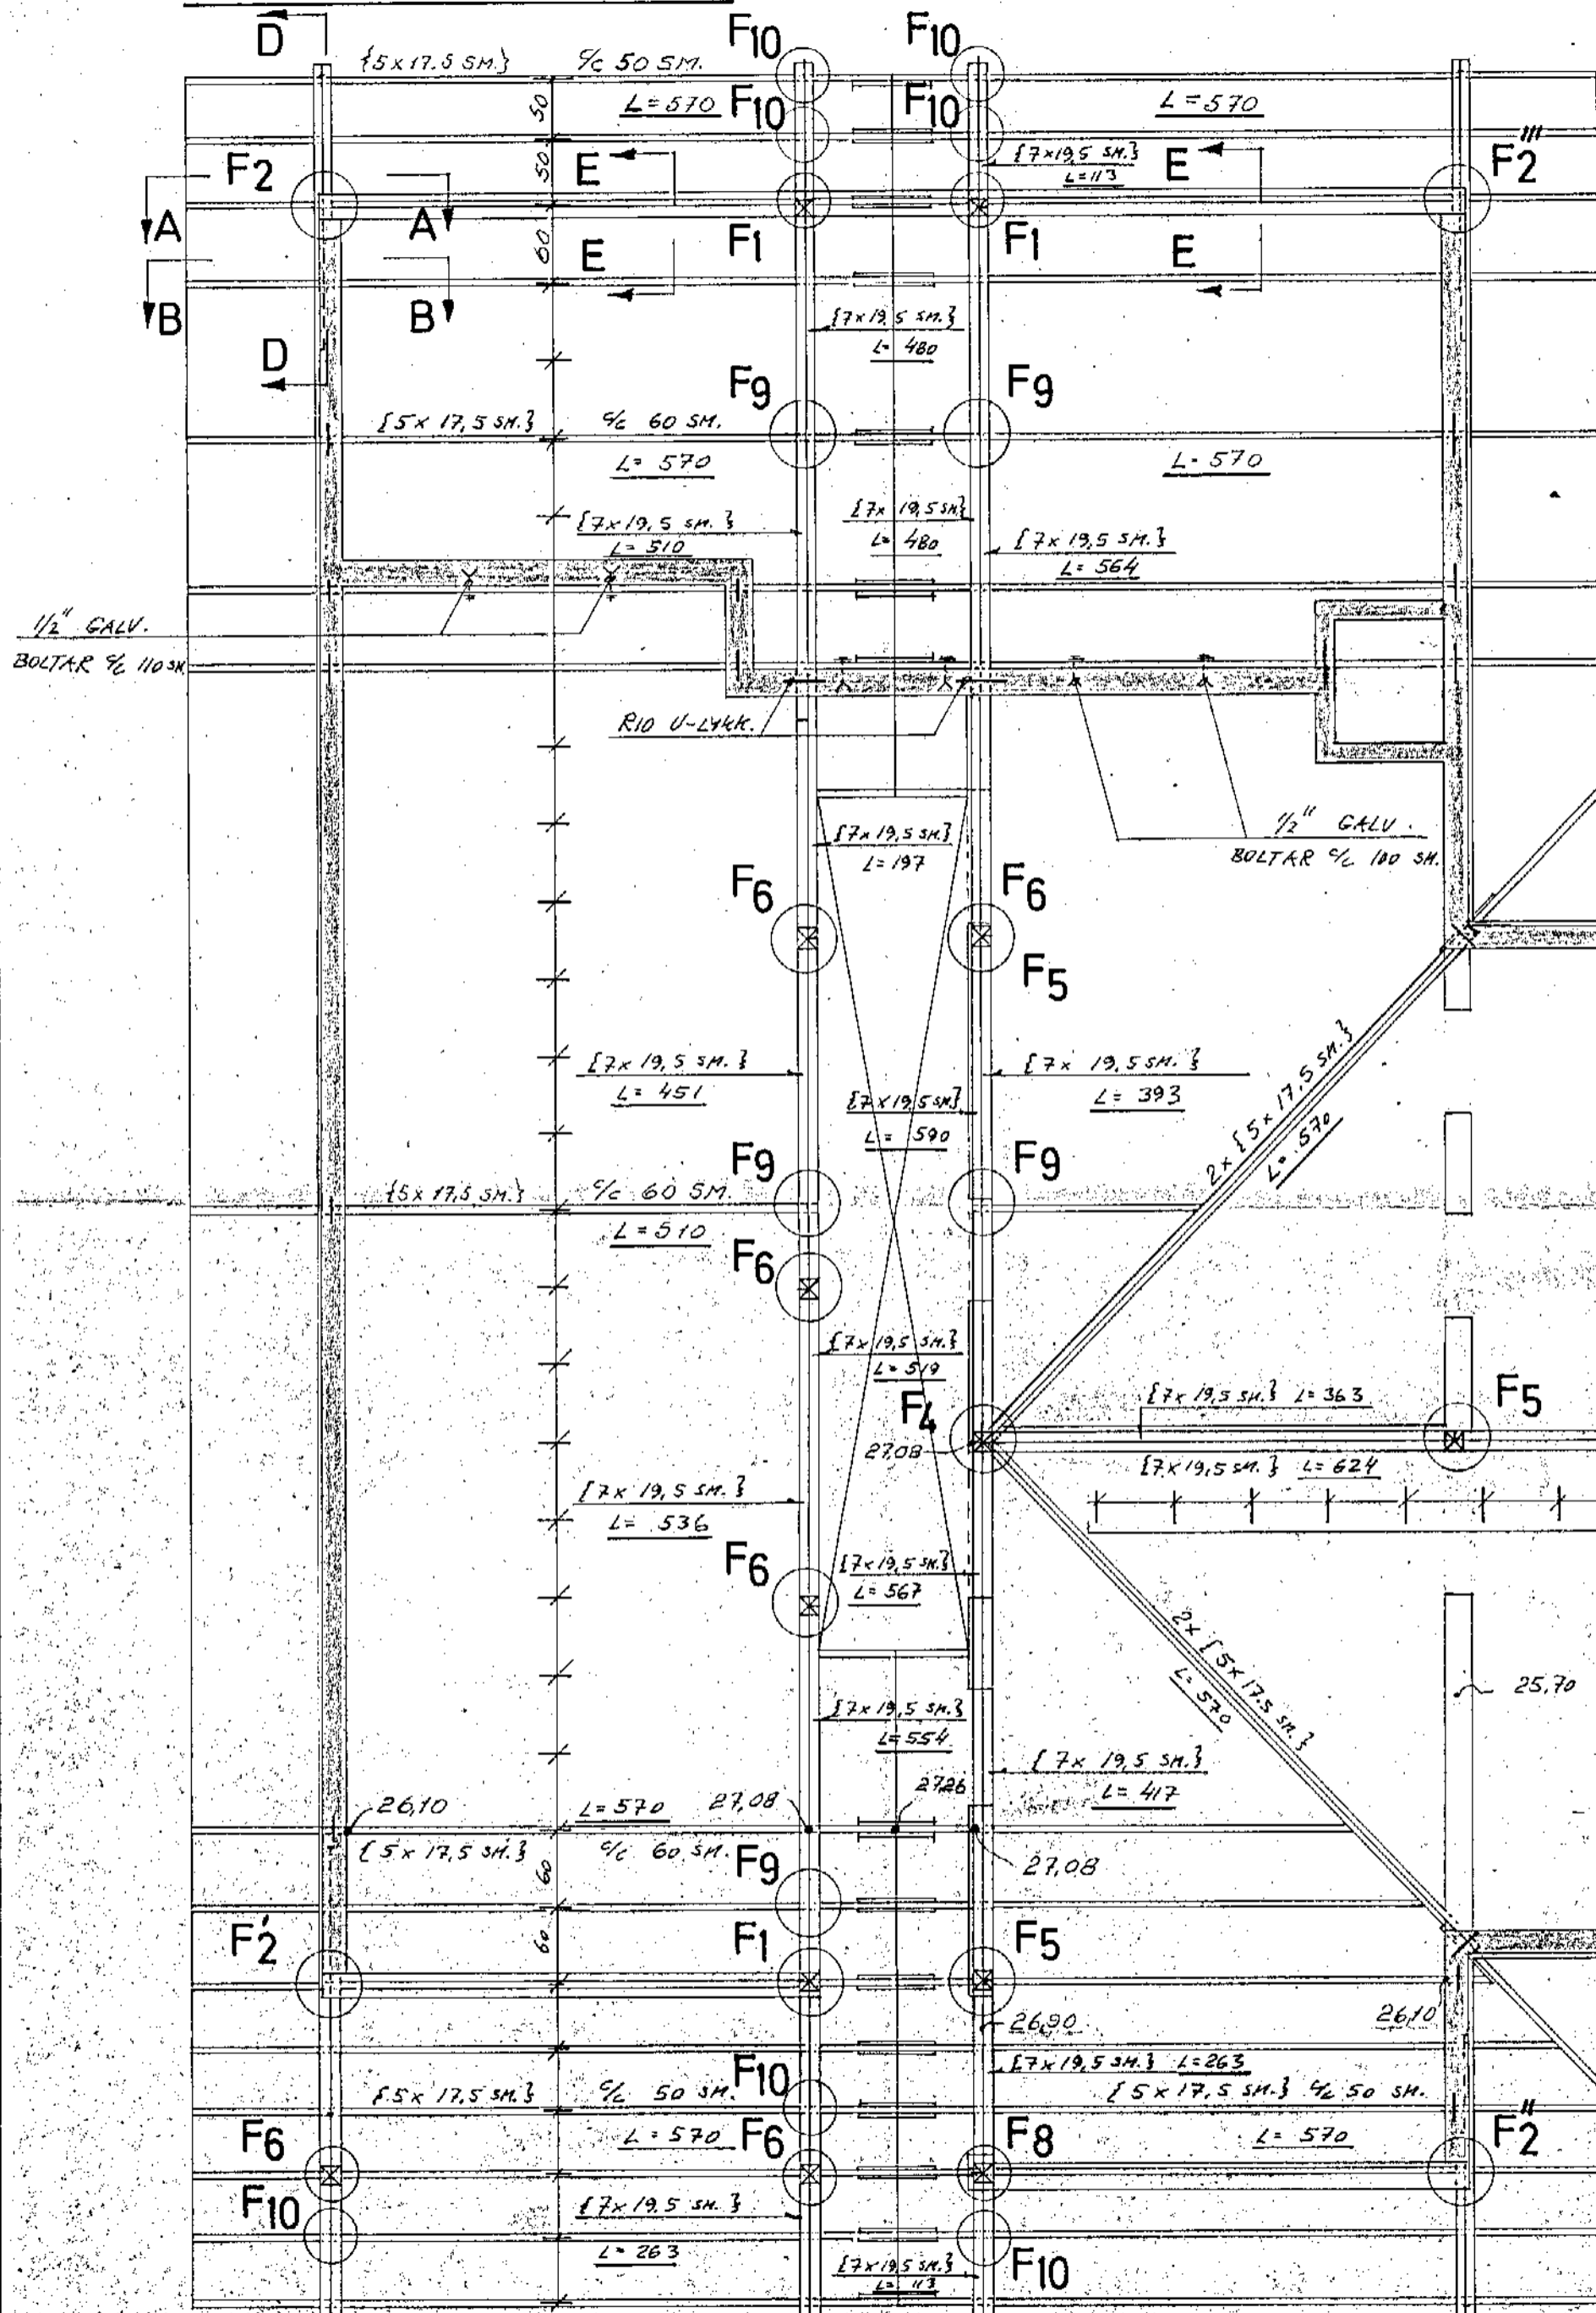 D
{5x17.5 SM.} c/c 50 SM.
F10 F10
50
L=570
F10 F10
L=570
50
{7x19,5 SM.}
L=113
F2 E E F2'''
A A
F1 F1
60
E E
B B
{7x19,5 SM.}
L=480
D
F9 F9
{5x17,5 SM.} c/c 60 SM.
L=570
L=570
{7x19,5 SM.}
L=510
{7x19,5 SM}
L=480
{7x19,5 SM.}
L=564
1/2" GALV.
BOLTAR c/c 110 SM
R10 U-LYKK.
1/2" GALV.
BOLTAR c/c 100 SM.
{7x19,5 SM.}
L=197
F6 F6
F5
{7x19,5 SM.}
L=451
{7x19,5 SM.}
L=393
{7x19,5 SM}
L=590
2x{5x17,5 SM.}
L=570
F9 F9
{5x17,5 SM.} c/c 60 SM.
L=510
F6
{7x19,5 SM.}
L=519
F4
27.08
{7x19,5 SM.} L=363
F5
{7x19,5 SM.} L=624
{7x19,5 SM.}
L=536
F6
{7x19,5 SM.}
L=567
2x{5x17.5 SM.}
L=570
25,70
{7x19,5 SM.}
L=554
{7x19,5 SM.}
L=417
26,10
L=570
27,08
27,26
{5x17,5 SM.} c/c 60 SM.
27,08
60
F9
F2' F1 F5
60
26,90
26,10
{7x19,5 SM.} L=263
{5x17,5 SM.} c/c 50 SM.
F10
{5x17,5 SM.} c/c 50 SM.
L=570
L=570
F6 F6 F8 F2''
F10
{7x19.5 SM.}
L=263
{7x19,5 SM.}
L=113
F10